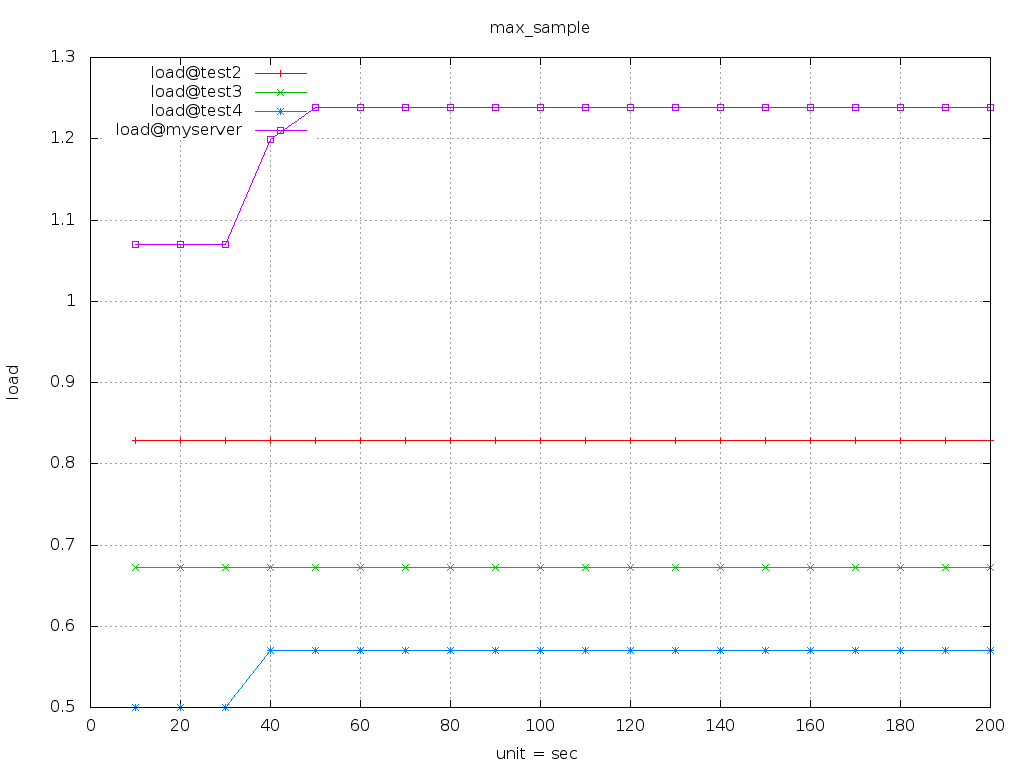 max_sample
load@test2
load@test3
load@test4
load@myserver
1.3
1.2
1.1
1
0.9
0.8
0.7
0.6
0.5
load
0 20 40 60 80 100 120 140 160 180 200
unit = sec